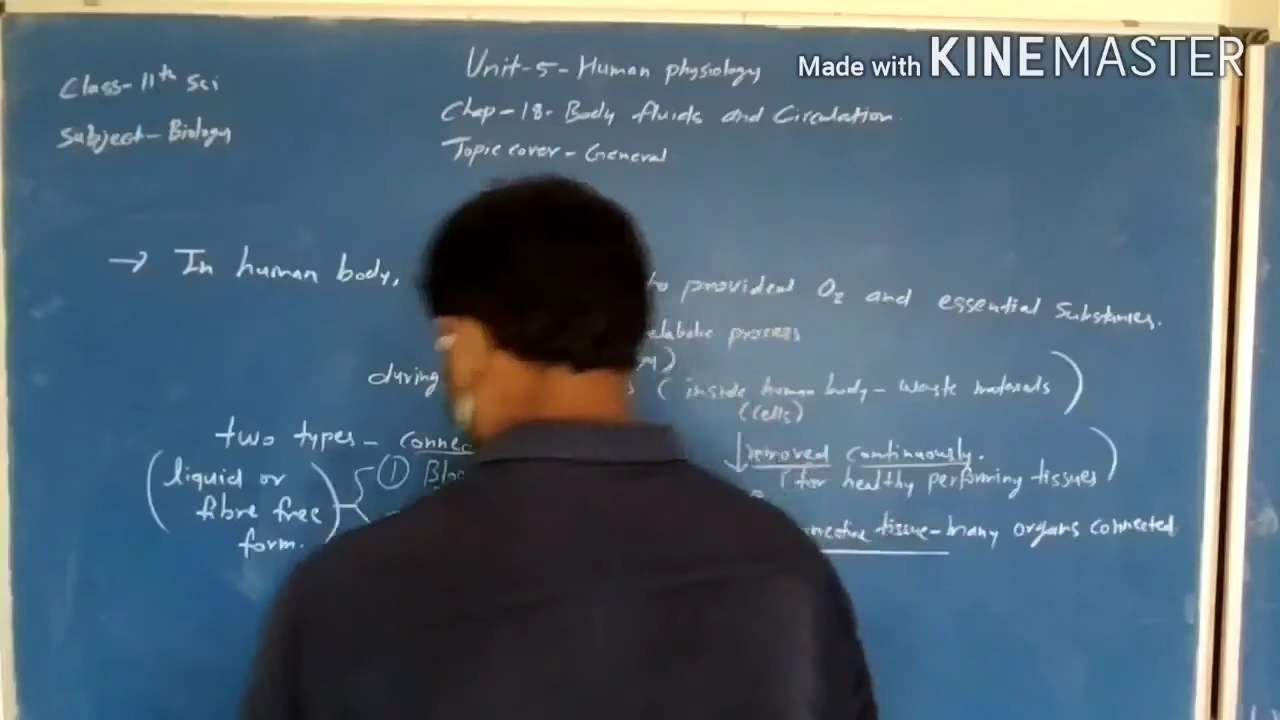 Made with KINEMASTER
Class-11th Sci
Subject-Biology
Unit-5-Human physiology
Chap-18-Body fluids and Circulation.
Topic cover-General
→ In human body, to provided O2 and essential substances.
process
during (inside human body-waste materials)
(cells)
two types- Connec
removed continuously.
(for healthy performing tissues)
(liquid or
fibre free
form.
① Bloo
tissue-many organs connected